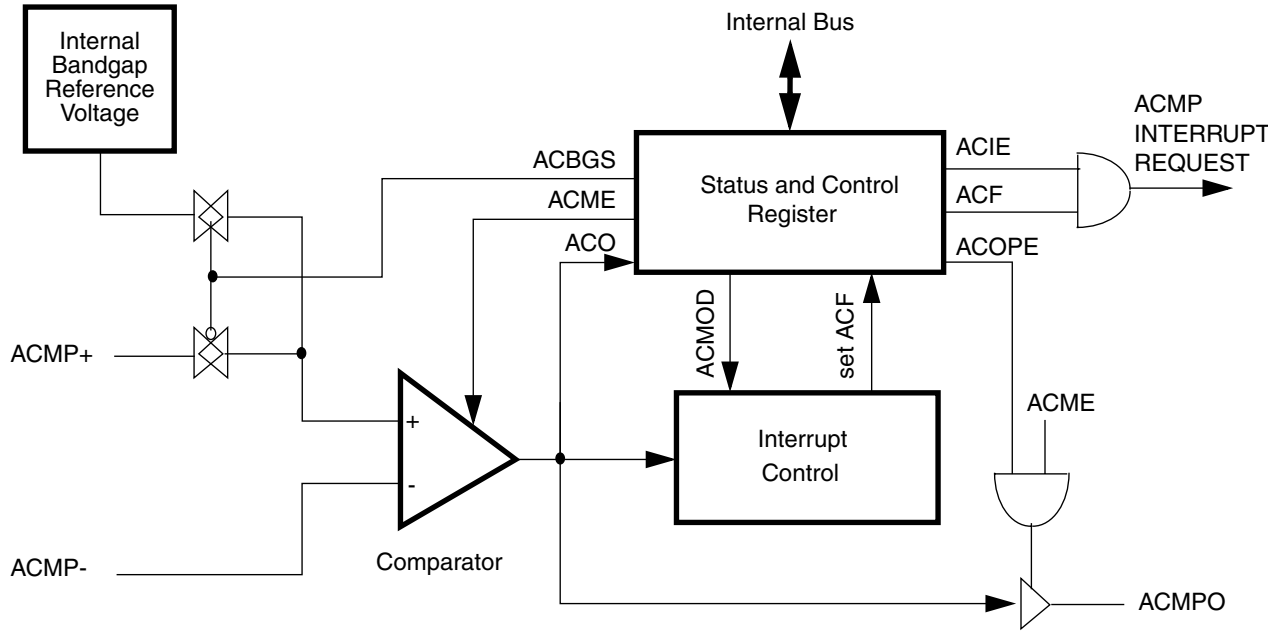 Internal Bus
Internal
Bandgap
Reference
Voltage
ACMP
INTERRUPT
REQUEST
ACBGS
ACME
ACO
Status and Control
Register
ACIE
ACF
ACOPE
ACMOD
set ACF
ACMP+
ACME
+
-
Interrupt
Control
Comparator
ACMP-
ACMPO